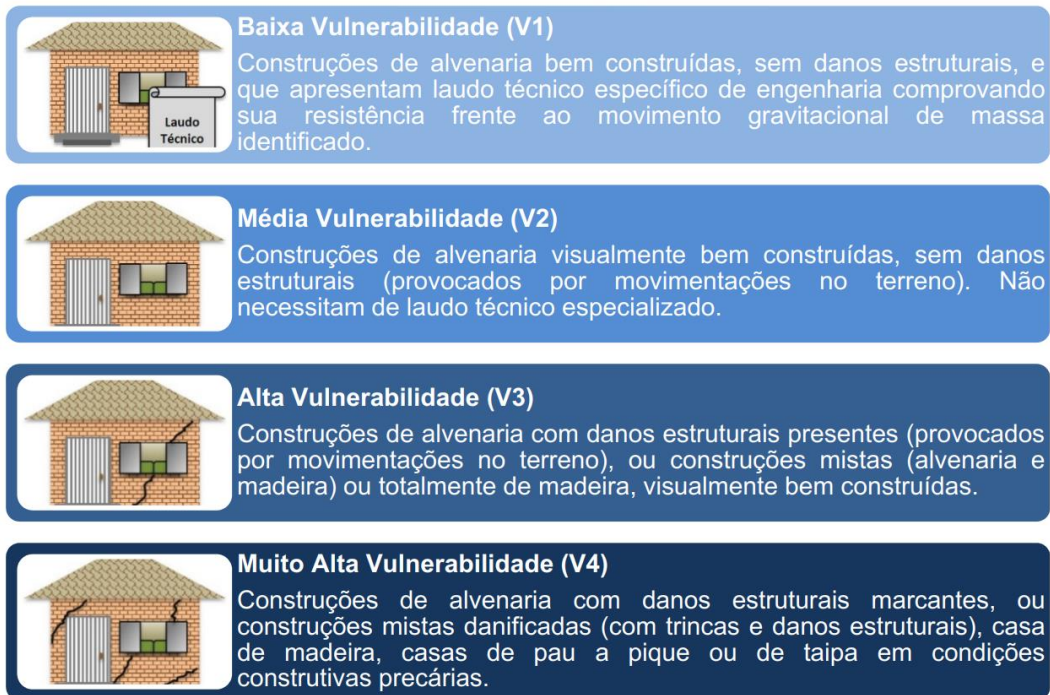 Baixa Vulnerabilidade (V1)
Construções de alvenaria bem construídas, sem danos estruturais, e
que apresentam laudo técnico específico de engenharia comprovando
sua resistência frente ao movimento gravitacional de massa
identificado.
Laudo
Técnico
Média Vulnerabilidade (V2)
Construções de alvenaria visualmente bem construídas, sem danos
estruturais (provocados por movimentações no terreno). Não
necessitam de laudo técnico especializado.
Alta Vulnerabilidade (V3)
Construções de alvenaria com danos estruturais presentes (provocados
por movimentações no terreno), ou construções mistas (alvenaria e
madeira) ou totalmente de madeira, visualmente bem construídas.
Muito Alta Vulnerabilidade (V4)
Construções de alvenaria com danos estruturais marcantes, ou
construções mistas danificadas (com trincas e danos estruturais), casa
de madeira, casas de pau a pique ou de taipa em condições
construtivas precárias.